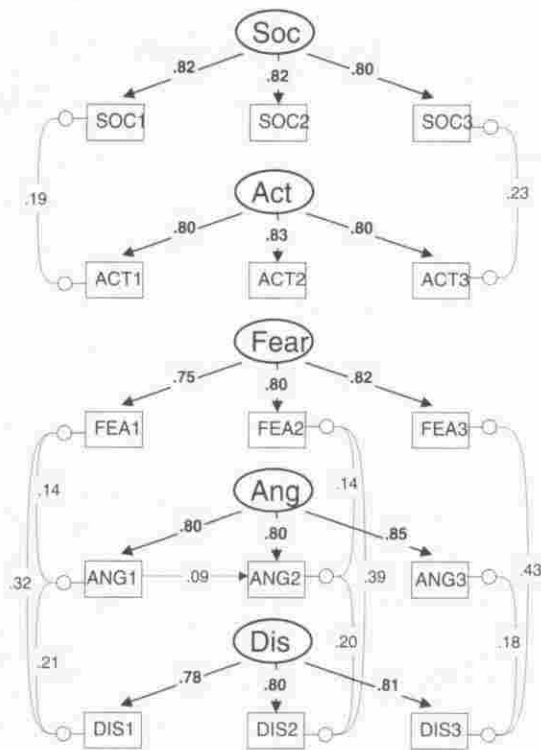 Soc
.82 .82 .80
SOC1 SOC2 SOC3
.19 .23
Act
.80 .83 .80
ACT1 ACT2 ACT3
Fear
.75 .80 .82
FEA1 FEA2 FEA3
.14 Ang .14
.80 .80 .85
.32 ANG1 .09 ANG2 .39 ANG3 .43
.21 Dis .20 .18
.78 .80 .81
DIS1 DIS2 DIS3